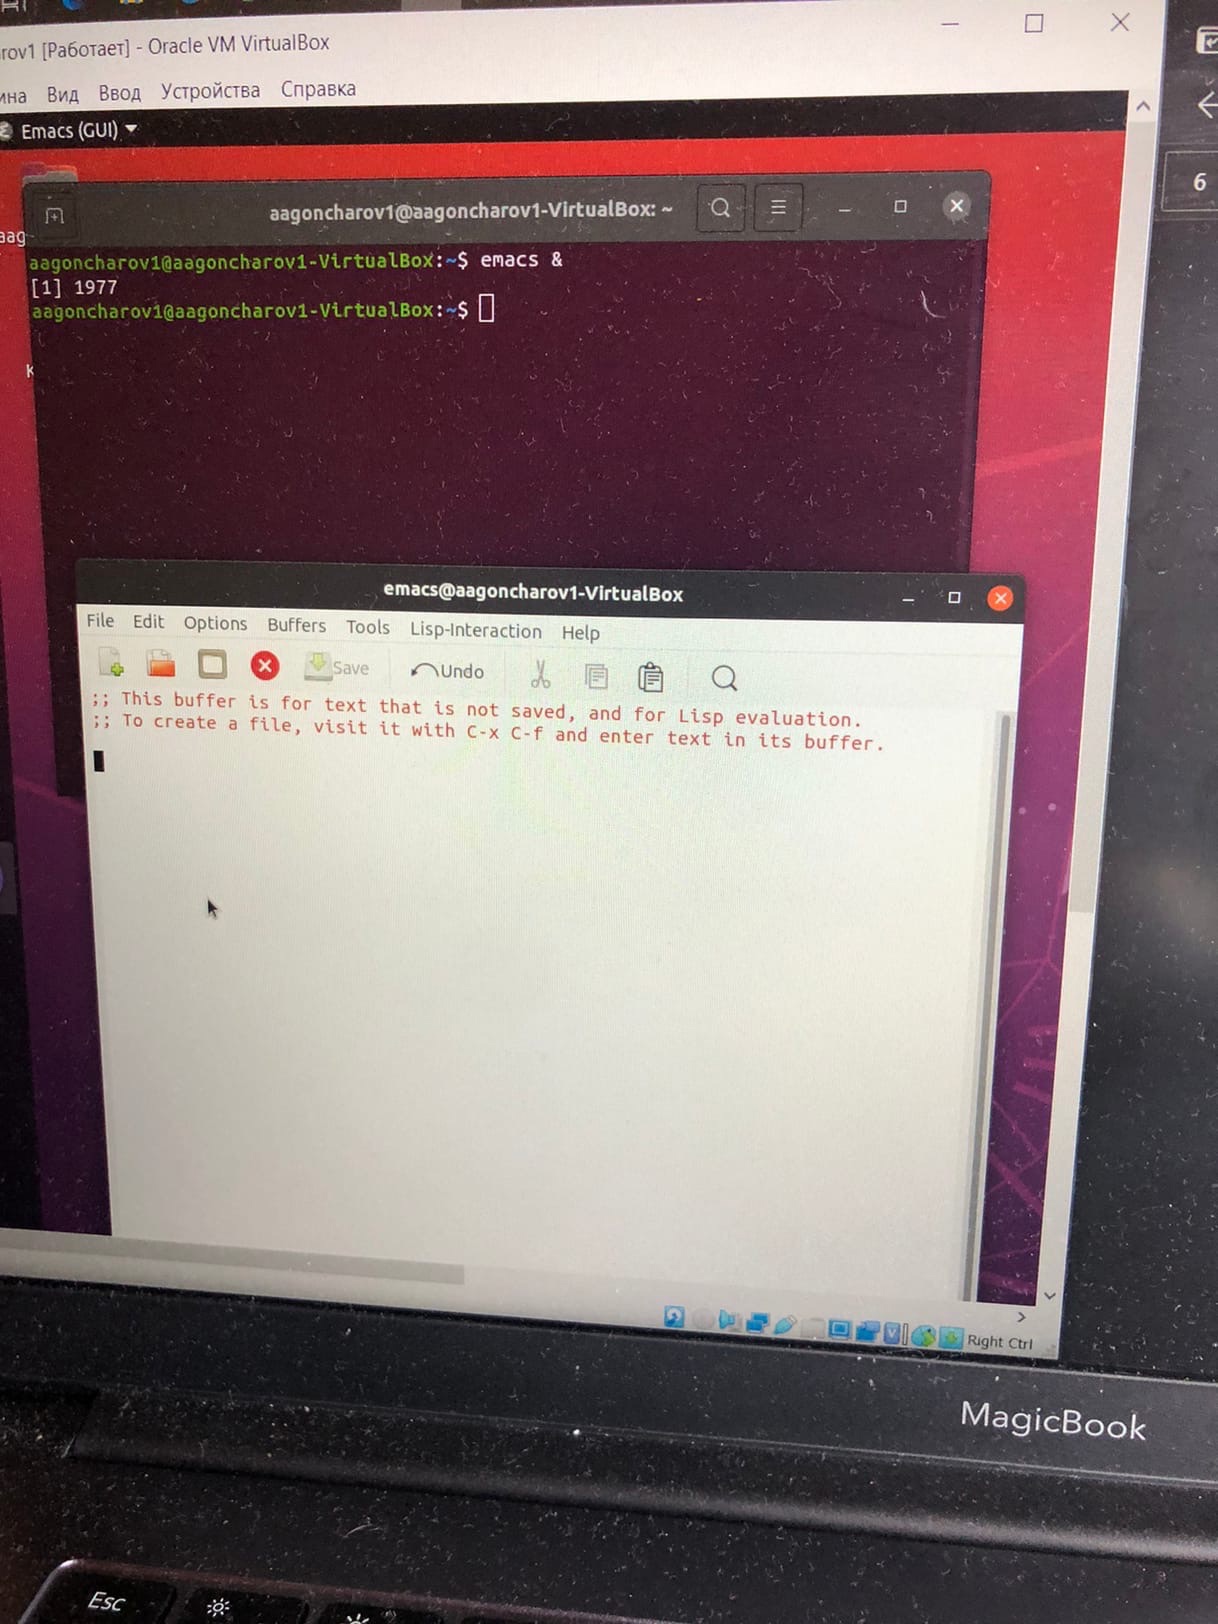 rov1 [Работает] - Oracle VM VirtualBox
ина Вид Ввод Устройства Справка
Emacs (GUI)
6
aagoncharov1@aagoncharov1-VirtualBox: ~
aag
aagoncharov1@aagoncharov1-VirtualBox:~$ emacs &
[1] 1977
aagoncharov1@aagoncharov1-VirtualBox:~$
к
emacs@aagoncharov1-VirtualBox
File Edit Options Buffers Tools Lisp-Interaction Help
Save Undo
;; This buffer is for text that is not saved, and for Lisp evaluation.
;; To create a file, visit it with C-x C-f and enter text in its buffer.
Right Ctrl
MagicBook
Esc